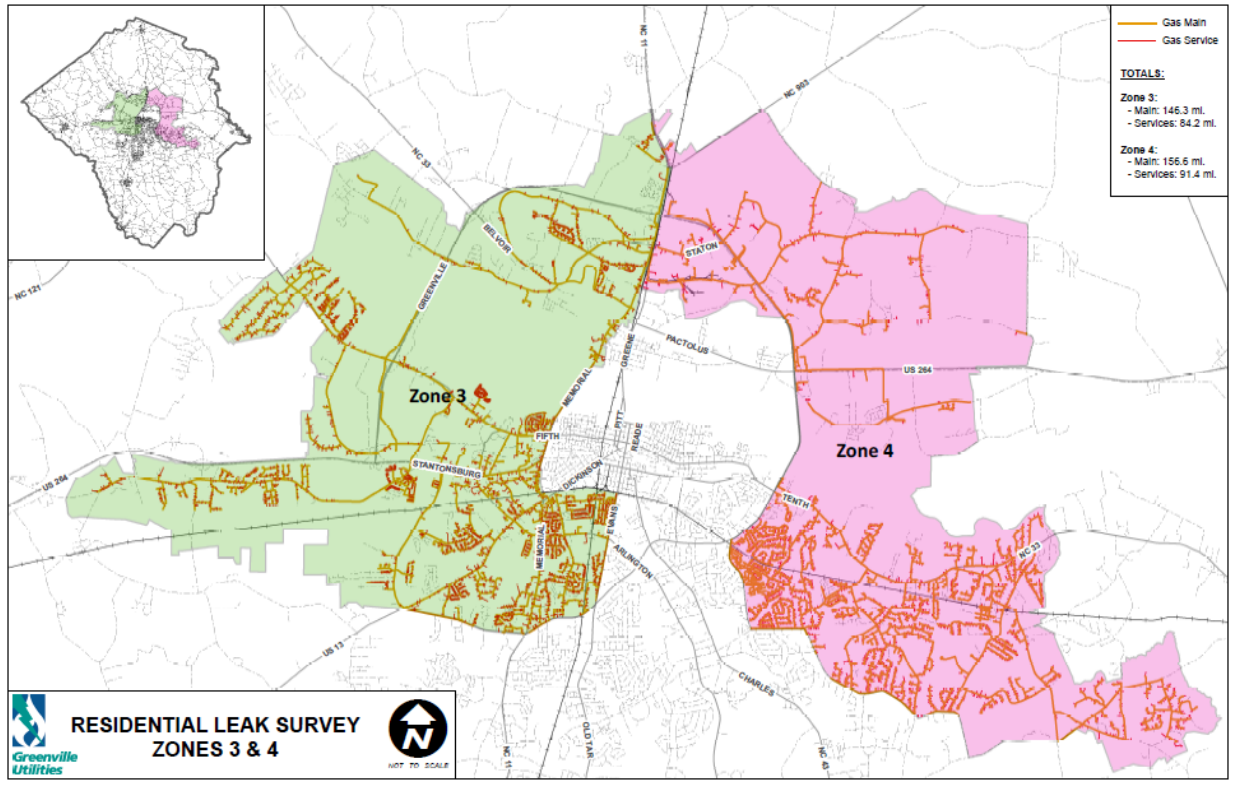 Gas Main
Gas Service
TOTALS:
Zone 3:
- Main: 146.3 mi.
- Services: 84.2 mi.
Zone 4:
- Main: 156.6 mi.
- Services: 91.4 mi.
NC 11
NC 903
NC 33
BELVOIR
STATON
GREENVILLE
NC 121
GREENE
PACTOLUS
US 264
MEMORIAL
Zone 3
PITT
READE
FIFTH
Zone 4
STANTONSBURG
DICKINSON
US 264
TENTH
EVANS
MEMORIAL
ARLINGTON
NC 33
US 13
CHARLES
OLD TAR
NC 11
NC 43
RESIDENTIAL LEAK SURVEY
ZONES 3 & 4
Greenville
Utilities
N
NOT TO SCALE